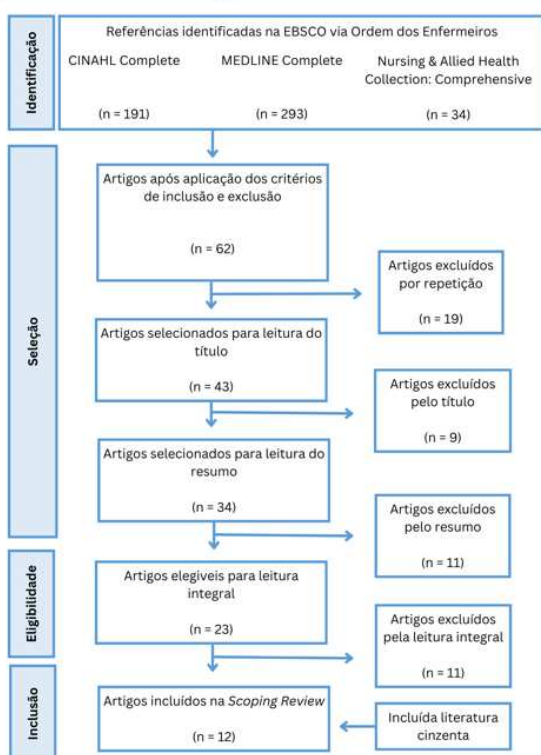 Identificação
Referências identificadas na EBSCO via Ordem dos Enfermeiros
CINAHL Complete
(n = 191)
MEDLINE Complete
(n = 293)
Nursing & Allied Health
Collection: Comprehensive
(n = 34)
Seleção
Artigos após aplicação dos critérios
de inclusão e exclusão
(n = 62)
Artigos excluídos
por repetição
(n = 19)
Artigos selecionados para leitura do
título
(n = 43)
Artigos excluídos
pelo título
(n = 9)
Artigos selecionados para leitura do
resumo
(n = 34)
Artigos excluídos
pelo resumo
(n = 11)
Eligibilidade
Artigos elegiveis para leitura
integral
(n = 23)
Artigos excluídos
pela leitura integral
(n = 11)
Inclusão
Artigos incluídos na Scoping Review
(n = 12)
Incluída literatura
cinzenta